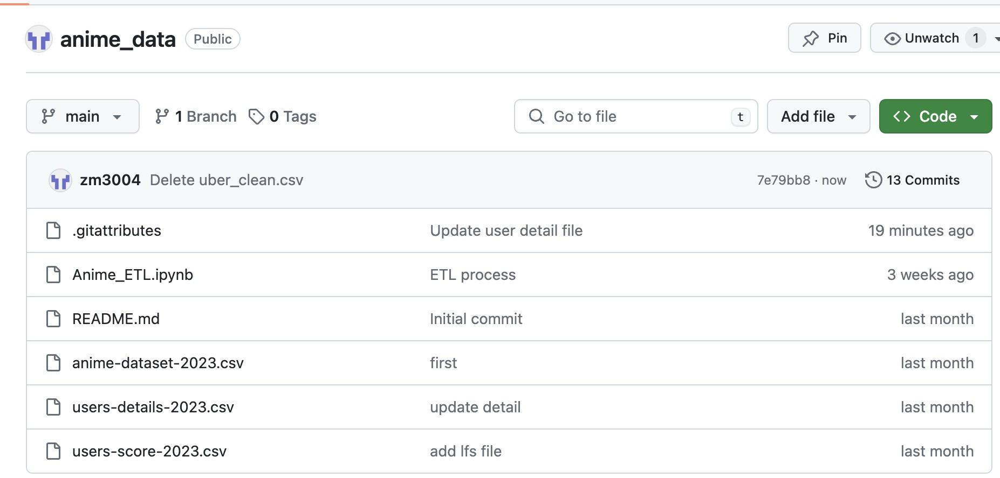 anime_data Public Pin Unwatch 1
main 1 Branch 0 Tags Go to file t Add file Code
zm3004 Delete uber_clean.csv 7e79bb8 · now 13 Commits
.gitattributes Update user detail file 19 minutes ago
Anime_ETL.ipynb ETL process 3 weeks ago
README.md Initial commit last month
anime-dataset-2023.csv first last month
users-details-2023.csv update detail last month
users-score-2023.csv add lfs file last month